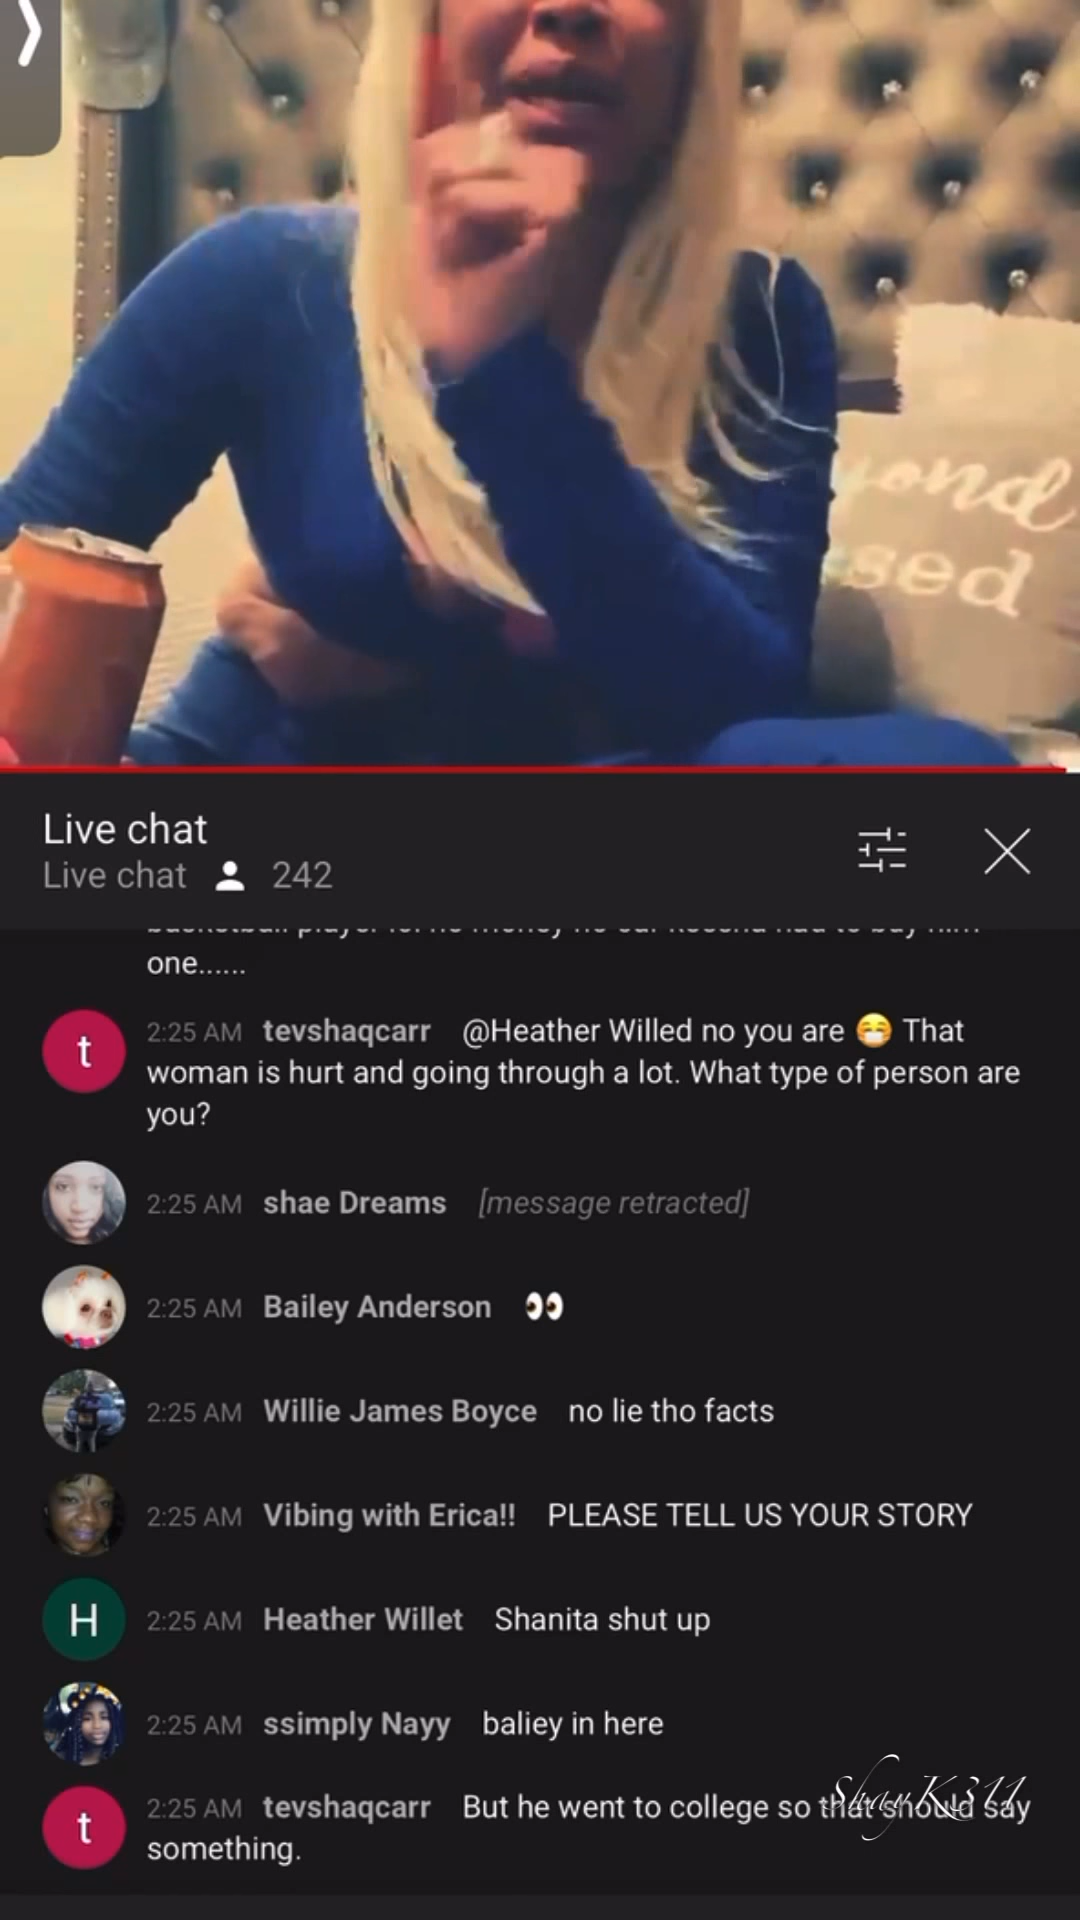 ond
sed
Live chat
Live chat 242
one......
2:25 AM tevshaqcarr @Heather Willed no you are 😷 That
woman is hurt and going through a lot. What type of person are
you?
2:25 AM shae Dreams [message retracted]
2:25 AM Bailey Anderson 👀
2:25 AM Willie James Boyce no lie tho facts
2:25 AM Vibing with Erica!! PLEASE TELL US YOUR STORY
H 2:25 AM Heather Willet Shanita shut up
2:25 AM ssimply Nayy baliey in here
ShayK311
t 2:25 AM tevshaqcarr But he went to college so that should say
something.